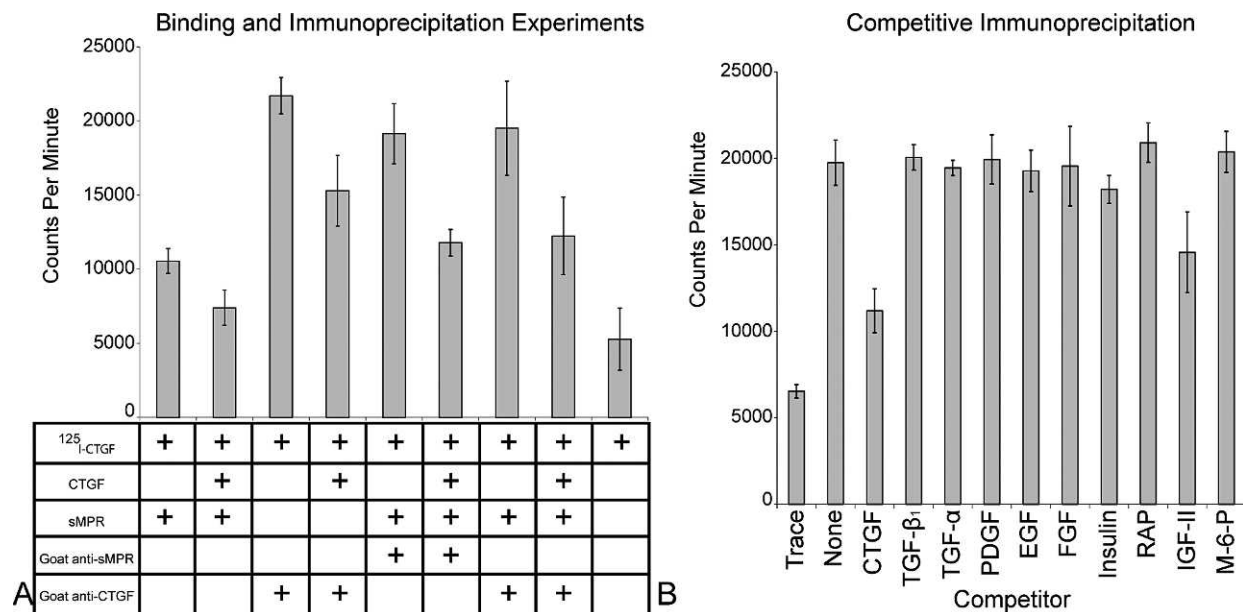 Binding and Immunoprecipitation Experiments
Counts Per Minute
25000
20000
15000
10000
5000
0
125I-CTGF + + + + + + + + +
CTGF + + + +
sMPR + + + + + +
Goat anti-sMPR + +
Goat anti-CTGF + + + +
A
Competitive Immunoprecipitation
Counts Per Minute
25000
20000
15000
10000
5000
0
Trace
None
CTGF
TGF-β1
TGF-α
PDGF
EGF
FGF
Insulin
RAP
IGF-II
M-6-P
Competitor
B